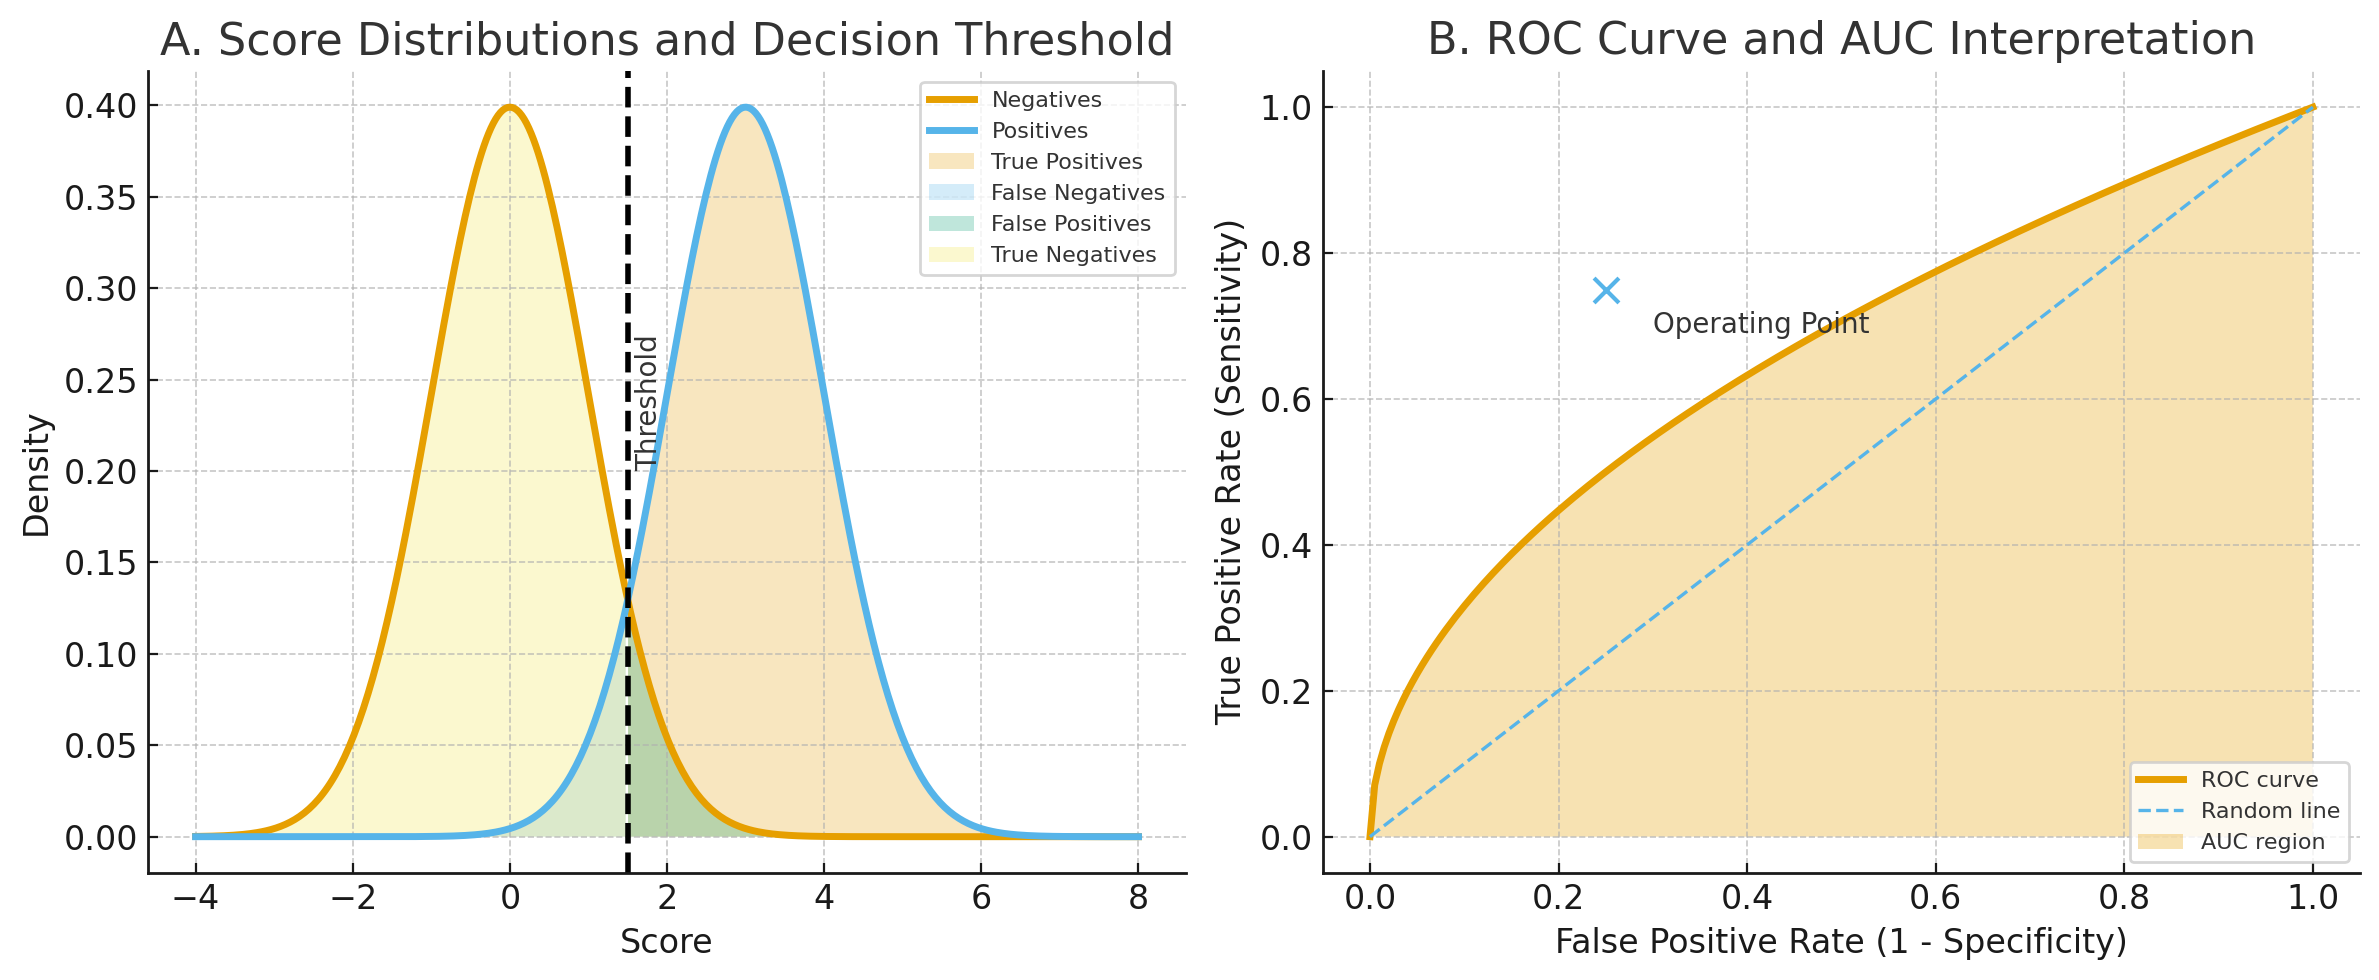 A. Score Distributions and Decision Threshold
0.40
0.35
0.30
0.25
0.20
0.15
0.10
0.05
0.00
Density
Threshold
Negatives
Positives
True Positives
False Negatives
False Positives
True Negatives
−4 −2 0 2 4 6 8
Score
B. ROC Curve and AUC Interpretation
1.0
0.8
0.6
0.4
0.2
0.0
True Positive Rate (Sensitivity)
Operating Point
ROC curve
Random line
AUC region
0.0 0.2 0.4 0.6 0.8 1.0
False Positive Rate (1 - Specificity)